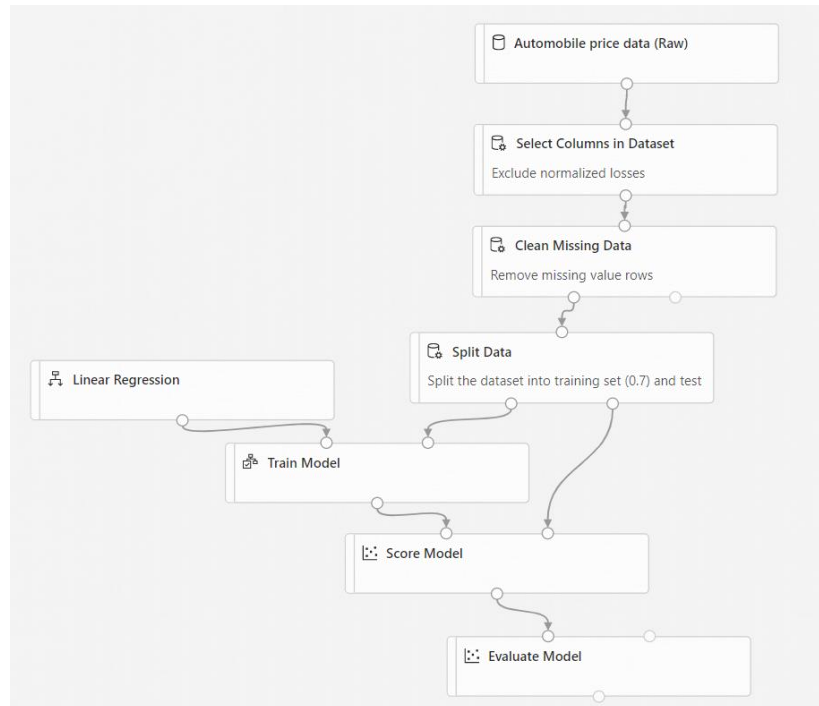 Automobile price data (Raw)
Select Columns in Dataset
Exclude normalized losses
Clean Missing Data
Remove missing value rows
Split Data
Split the dataset into training set (0.7) and test
Linear Regression
Train Model
Score Model
Evaluate Model